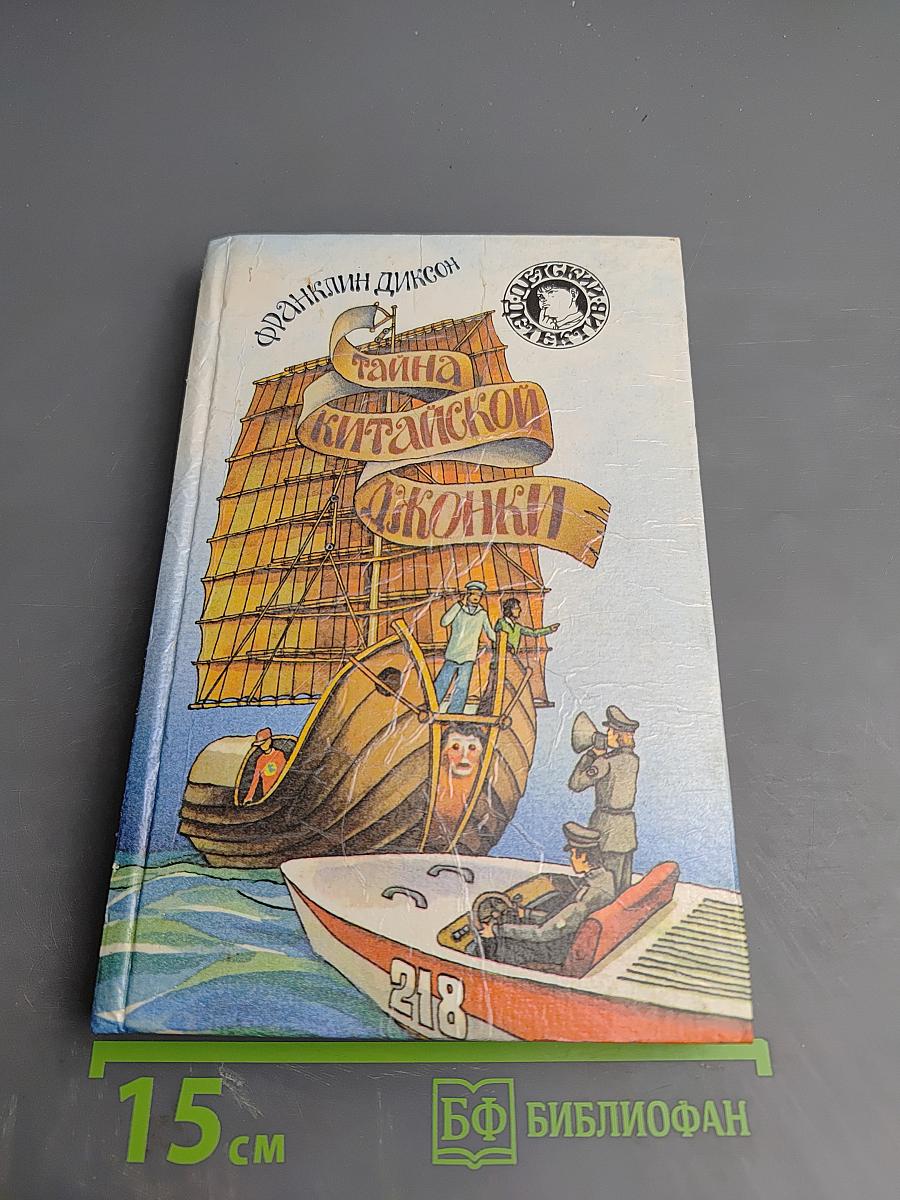 ФРАНКЛИН ДИКСОН
ДЕТСКИЙ ДЕТЕКТИВ
ТАЙНА
КИТАЙСКОЙ
ДЖОНКИ
218
15 см
БФ БИБЛИОФАН